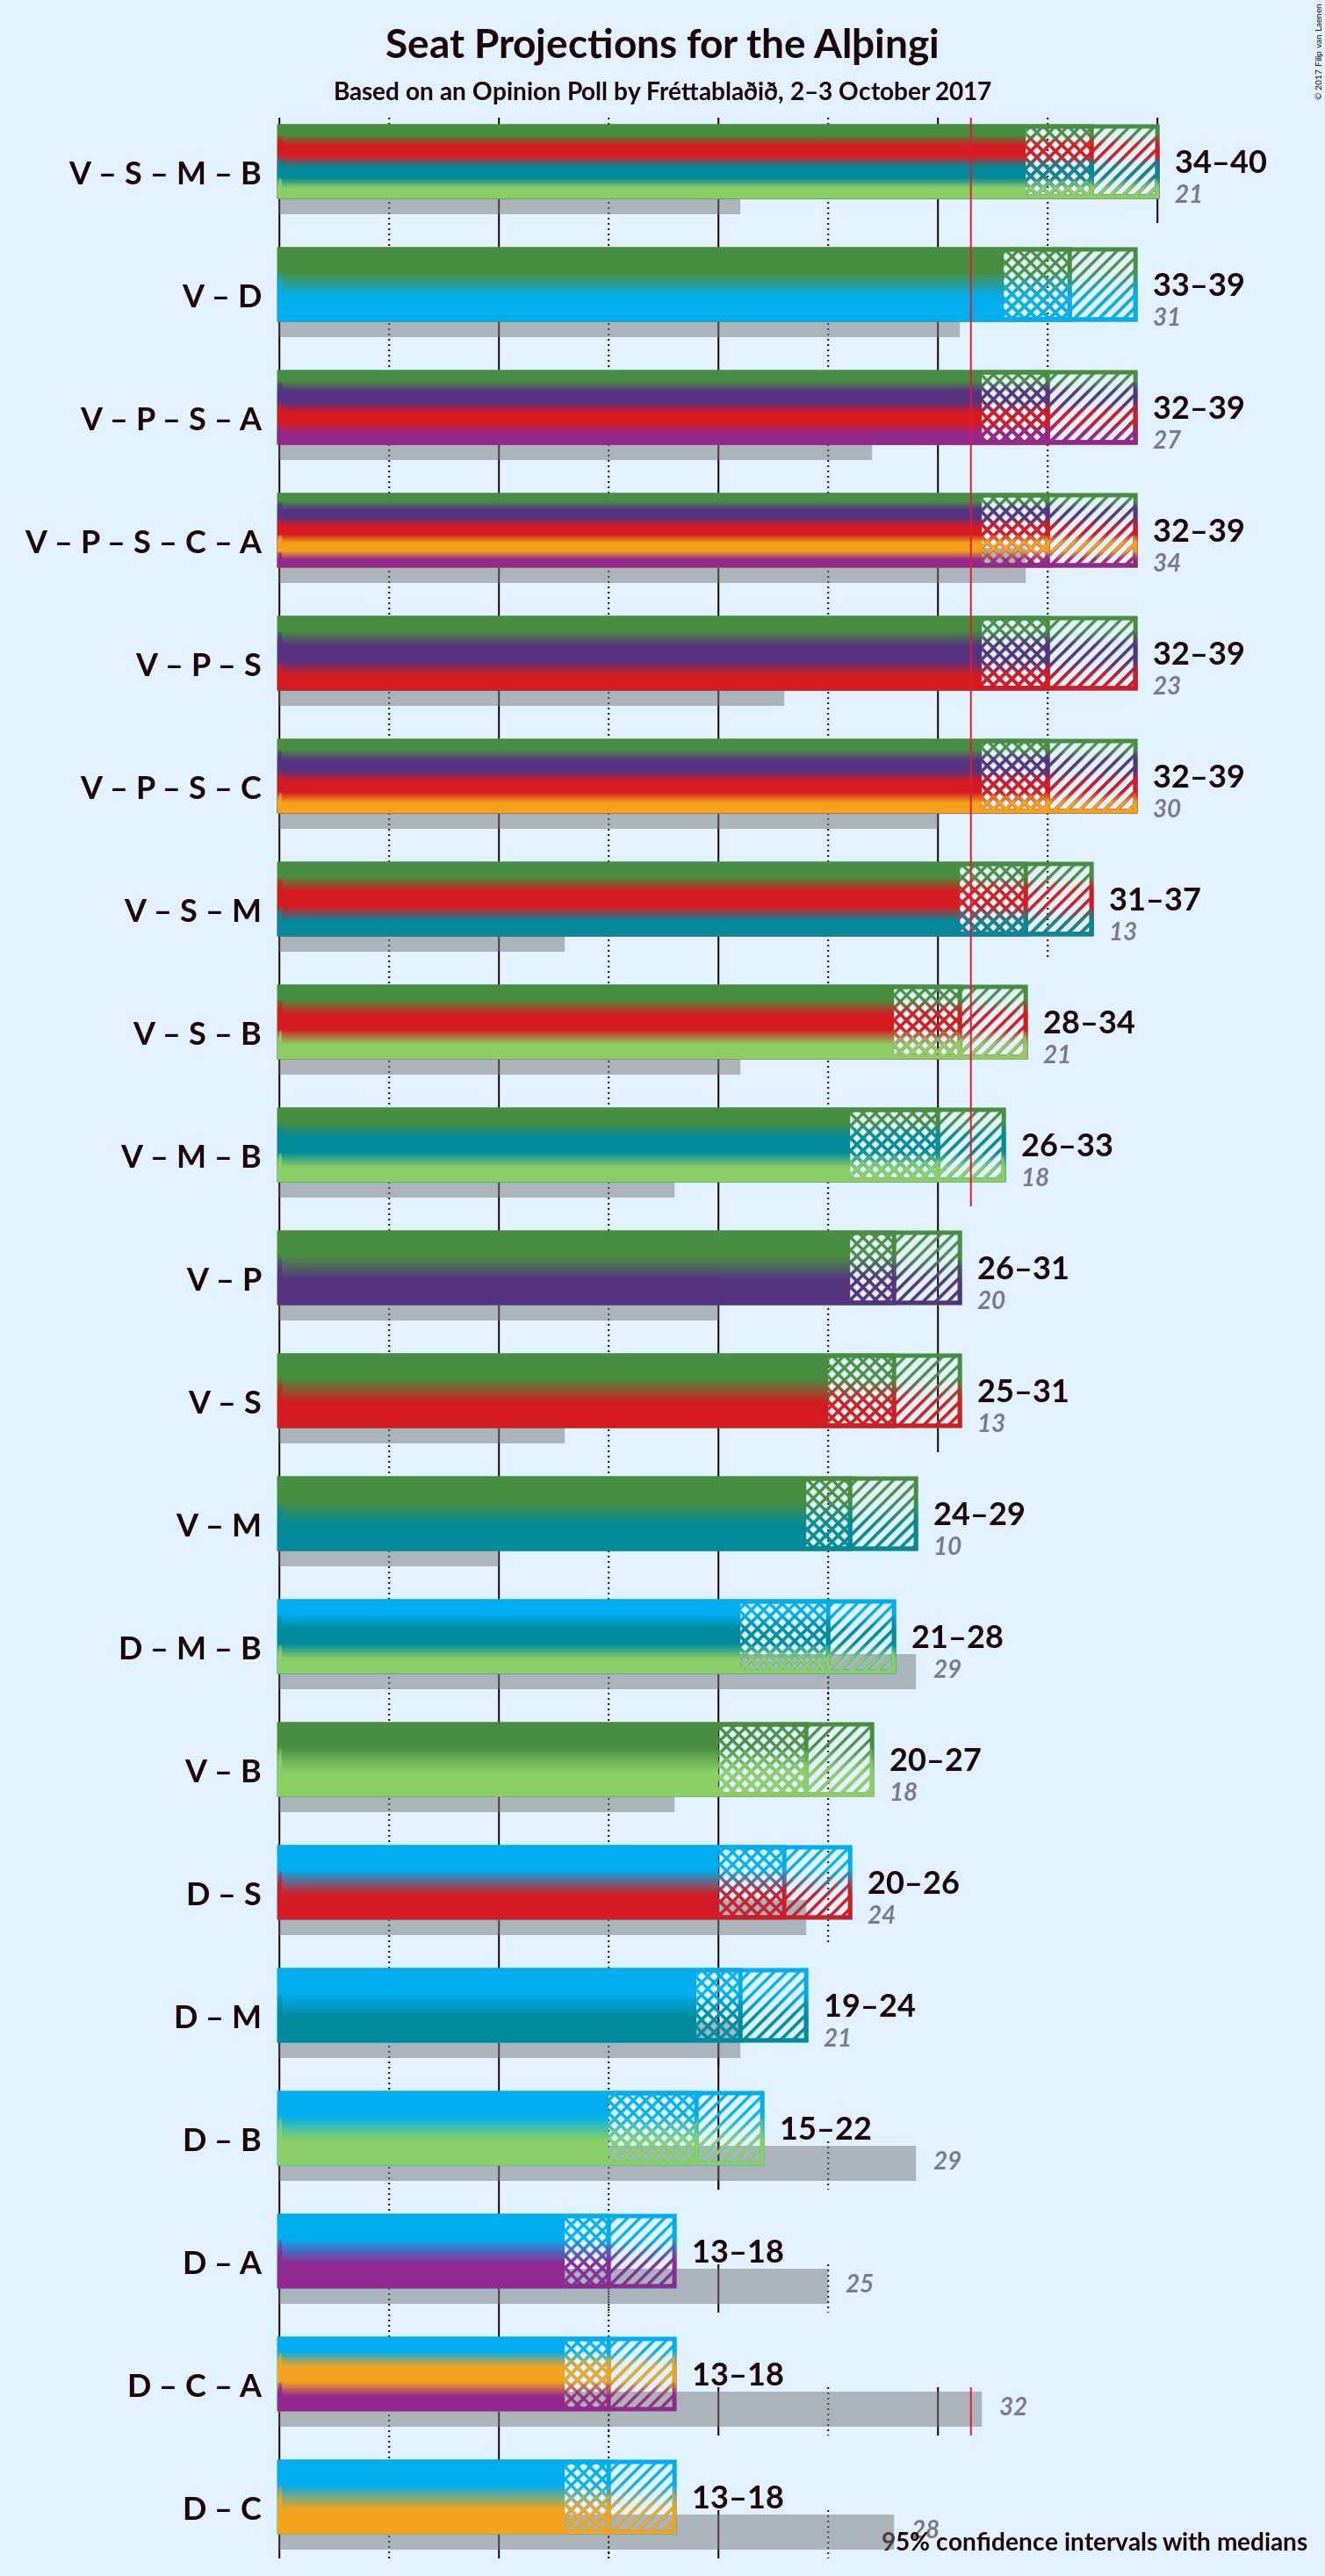 Seat Projections for the Alþingi
Based on an Opinion Poll by Fréttablaðið, 2–3 October 2017
© 2017 Filip van Laenen
V – S – M – B
34–40
21
V – D
33–39
31
V – P – S – A
32–39
27
V – P – S – C – A
32–39
34
V – P – S
32–39
23
V – P – S – C
32–39
30
V – S – M
31–37
13
V – S – B
28–34
21
V – M – B
26–33
18
V – P
26–31
20
V – S
25–31
13
V – M
24–29
10
D – M – B
21–28
29
V – B
20–27
18
D – S
20–26
24
D – M
19–24
21
D – B
15–22
29
D – A
13–18
25
D – C – A
13–18
32
D – C
13–18
28
95% confidence intervals with medians